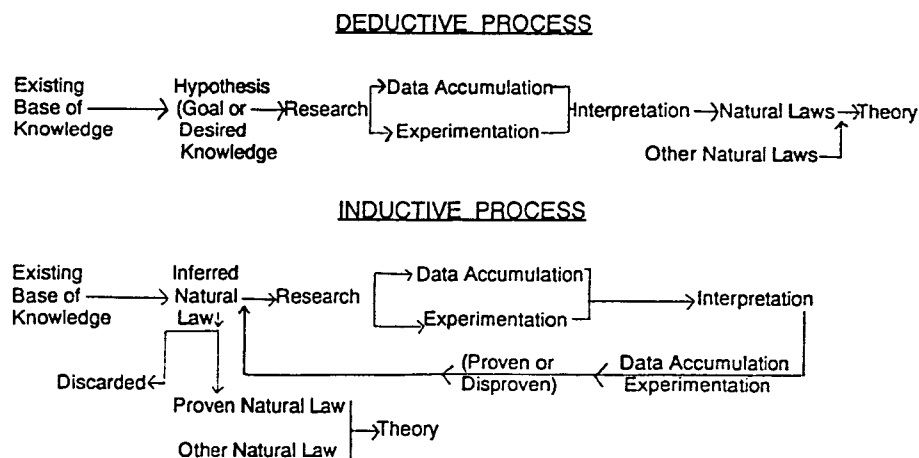 DEDUCTIVE PROCESS
Existing
Base of
Knowledge
Hypothesis
(Goal or
Desired
Knowledge
Research
Data Accumulation
Experimentation
Interpretation
Natural Laws
Theory
Other Natural Laws
INDUCTIVE PROCESS
Existing
Base of
Knowledge
Inferred
Natural
Law
Research
Data Accumulation
Experimentation
Interpretation
(Proven or
Disproven)
Data Accumulation
Experimentation
Discarded
Proven Natural Law
Other Natural Law
Theory